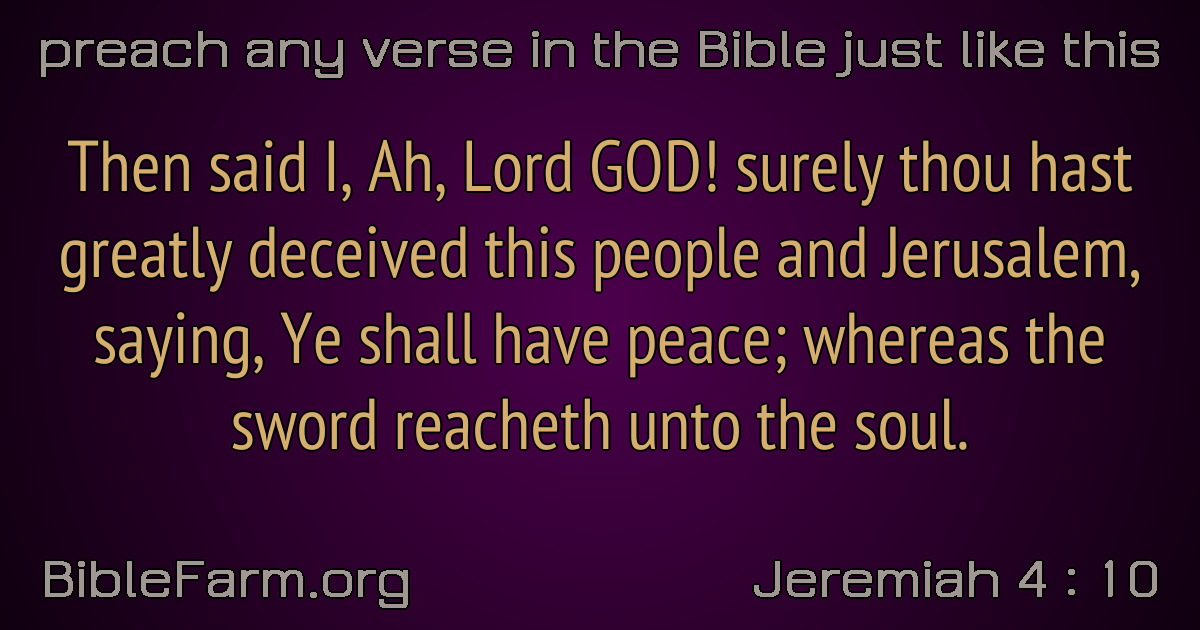 preach any verse in the Bible just like this
Then said I, Ah, Lord GOD! surely thou hast
greatly deceived this people and Jerusalem,
saying, Ye shall have peace; whereas the
sword reacheth unto the soul.
BibleFarm.org
Jeremiah 4 : 10